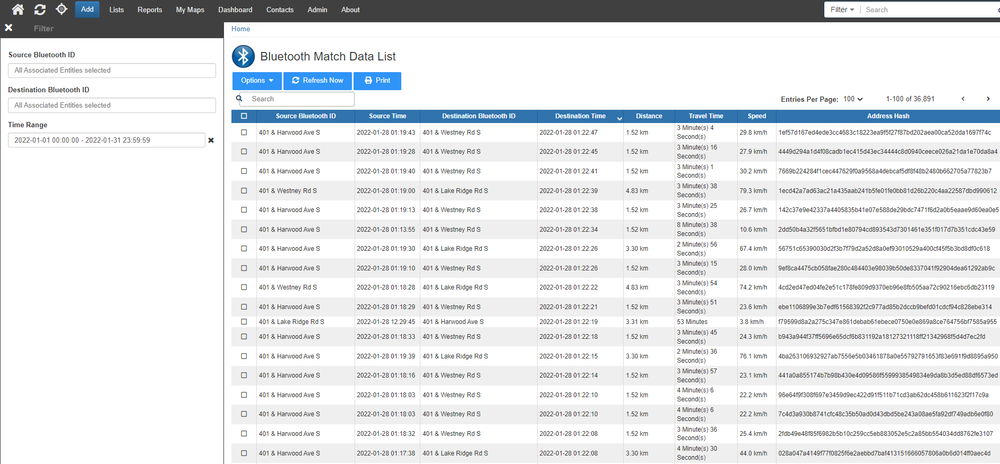 Add Lists Reports My Maps Dashboard Contacts Admin About Filter Search
Filter
Home
Source Bluetooth ID
All Associated Entities selected
Destination Bluetooth ID
All Associated Entities selected
Time Range
2022-01-01 00:00:00 - 2022-01-31 23:59:59
Bluetooth Match Data List
Options Refresh Now Print
Search
Entries Per Page: 100 1-100 of 36,891
Source Bluetooth ID Source Time Destination Bluetooth ID Destination Time Distance Travel Time Speed Address Hash
401 & Harwood Ave S 2022-01-28 01:19:43 401 & Westney Rd S 2022-01-28 01:22:47 1.52 km 3 Minute(s) 4 Second(s) 29.8 km/h 1ef57d167ed4ede3cc4683c18223ea9f5f27f87bd202aea00ca52dda1697f74c
401 & Harwood Ave S 2022-01-28 01:19:28 401 & Westney Rd S 2022-01-28 01:22:45 1.52 km 3 Minute(s) 16 Second(s) 27.9 km/h 4449d294a1d4f08cadb1ec415d43ec34444c8d0940ceece026a21da1e70da8a4
401 & Harwood Ave S 2022-01-28 01:19:40 401 & Westney Rd S 2022-01-28 01:22:41 1.52 km 3 Minute(s) 1 Second(s) 30.2 km/h 7669b224284f1cec447629f0a9568a4debcaf5df8f48b2480b662705a77823b7
401 & Westney Rd S 2022-01-28 01:19:00 401 & Lake Ridge Rd S 2022-01-28 01:22:39 4.83 km 3 Minute(s) 38 Second(s) 79.3 km/h 1ecd42a7ad63ac21a435aab241b5fe01fe0bb81d26b220c4aa22587dbd990612
401 & Harwood Ave S 2022-01-28 01:19:13 401 & Westney Rd S 2022-01-28 01:22:38 1.52 km 3 Minute(s) 25 Second(s) 26.7 km/h 142c37e9e42337a4405835b41e07e588de29bdc7471f6d2a0b5eaae9d60ea0e5
401 & Harwood Ave S 2022-01-28 01:13:55 401 & Westney Rd S 2022-01-28 01:22:34 1.52 km 8 Minute(s) 38 Second(s) 10.6 km/h 2dd50b4a32f5651bfbd1e80794cd893543d7301461e351f017d7b351cdc43e59
401 & Harwood Ave S 2022-01-28 01:19:30 401 & Lake Ridge Rd S 2022-01-28 01:22:26 3.30 km 2 Minute(s) 56 Second(s) 67.4 km/h 56751c65390030d2f3b7f79d2a52d8a0ef93010529a400cf45f5b3bd8df0c618
401 & Harwood Ave S 2022-01-28 01:19:10 401 & Westney Rd S 2022-01-28 01:22:26 1.52 km 3 Minute(s) 15 Second(s) 28.0 km/h 9ef8ca4475cb058fae280c484403e98039b50de8337041f92904dea61292ab9c
401 & Westney Rd S 2022-01-28 01:18:28 401 & Lake Ridge Rd S 2022-01-28 01:22:22 4.83 km 3 Minute(s) 54 Second(s) 74.2 km/h 4cd2ed47ed04fe2e51c178fe809d9370eb96e8fb505aa72c90216ebc6db23119
401 & Harwood Ave S 2022-01-28 01:18:29 401 & Westney Rd S 2022-01-28 01:22:21 1.52 km 3 Minute(s) 51 Second(s) 23.6 km/h ebe1106899e3b7edf61568392f2c977ad85b2dccb9befd01cdcf94c828ebe314
401 & Lake Ridge Rd S 2022-01-28 12:29:45 401 & Harwood Ave S 2022-01-28 01:22:19 3.31 km 53 Minutes 3.8 km/h f79599d8a2a275c347e861debab61ebece0750e0e869a8ce764756bf7585a955
401 & Harwood Ave S 2022-01-28 01:18:33 401 & Westney Rd S 2022-01-28 01:22:18 1.52 km 3 Minute(s) 45 Second(s) 24.3 km/h b943a944f37ff5696e65dcf6b831192a18127321118ff21342968f5d4d7ec2fd
401 & Harwood Ave S 2022-01-28 01:19:39 401 & Lake Ridge Rd S 2022-01-28 01:22:15 3.30 km 2 Minute(s) 36 Second(s) 76.1 km/h 4ba263106932927ab7556e5b03461878a0e55792791653f83e691f9d8895a950
401 & Harwood Ave S 2022-01-28 01:18:16 401 & Westney Rd S 2022-01-28 01:22:14 1.52 km 3 Minute(s) 57 Second(s) 23.1 km/h 441a0a855174b7b98b430e4d09586f5599938549834e9da8b3d5ed88df6573ed
401 & Harwood Ave S 2022-01-28 01:18:03 401 & Westney Rd S 2022-01-28 01:22:10 1.52 km 4 Minute(s) 6 Second(s) 22.2 km/h 96e64f9f308f697e3459d9ec422d91f511b71cd3ab62dc458b611623f2f17c9a
401 & Harwood Ave S 2022-01-28 01:18:03 401 & Westney Rd S 2022-01-28 01:22:10 1.52 km 4 Minute(s) 6 Second(s) 22.2 km/h 7c4d3a930b8741cfc48c35b50ad0d43dbd5be243a08ae5fa92df749adb6e0f80
401 & Harwood Ave S 2022-01-28 01:18:32 401 & Westney Rd S 2022-01-28 01:22:08 1.52 km 3 Minute(s) 36 Second(s) 25.4 km/h 2fdb49e48f85f6982b5b10c259cc5eb883052e5c2a85bb554034dd8762fe3107
401 & Harwood Ave S 2022-01-28 01:17:38 401 & Lake Ridge Rd S 2022-01-28 01:22:08 3.30 km 4 Minute(s) 30 Second(s) 44.0 km/h 028a047a4149f77f0825f6e2aebbd7baf413151666057806a0b6d014ff0aec4d